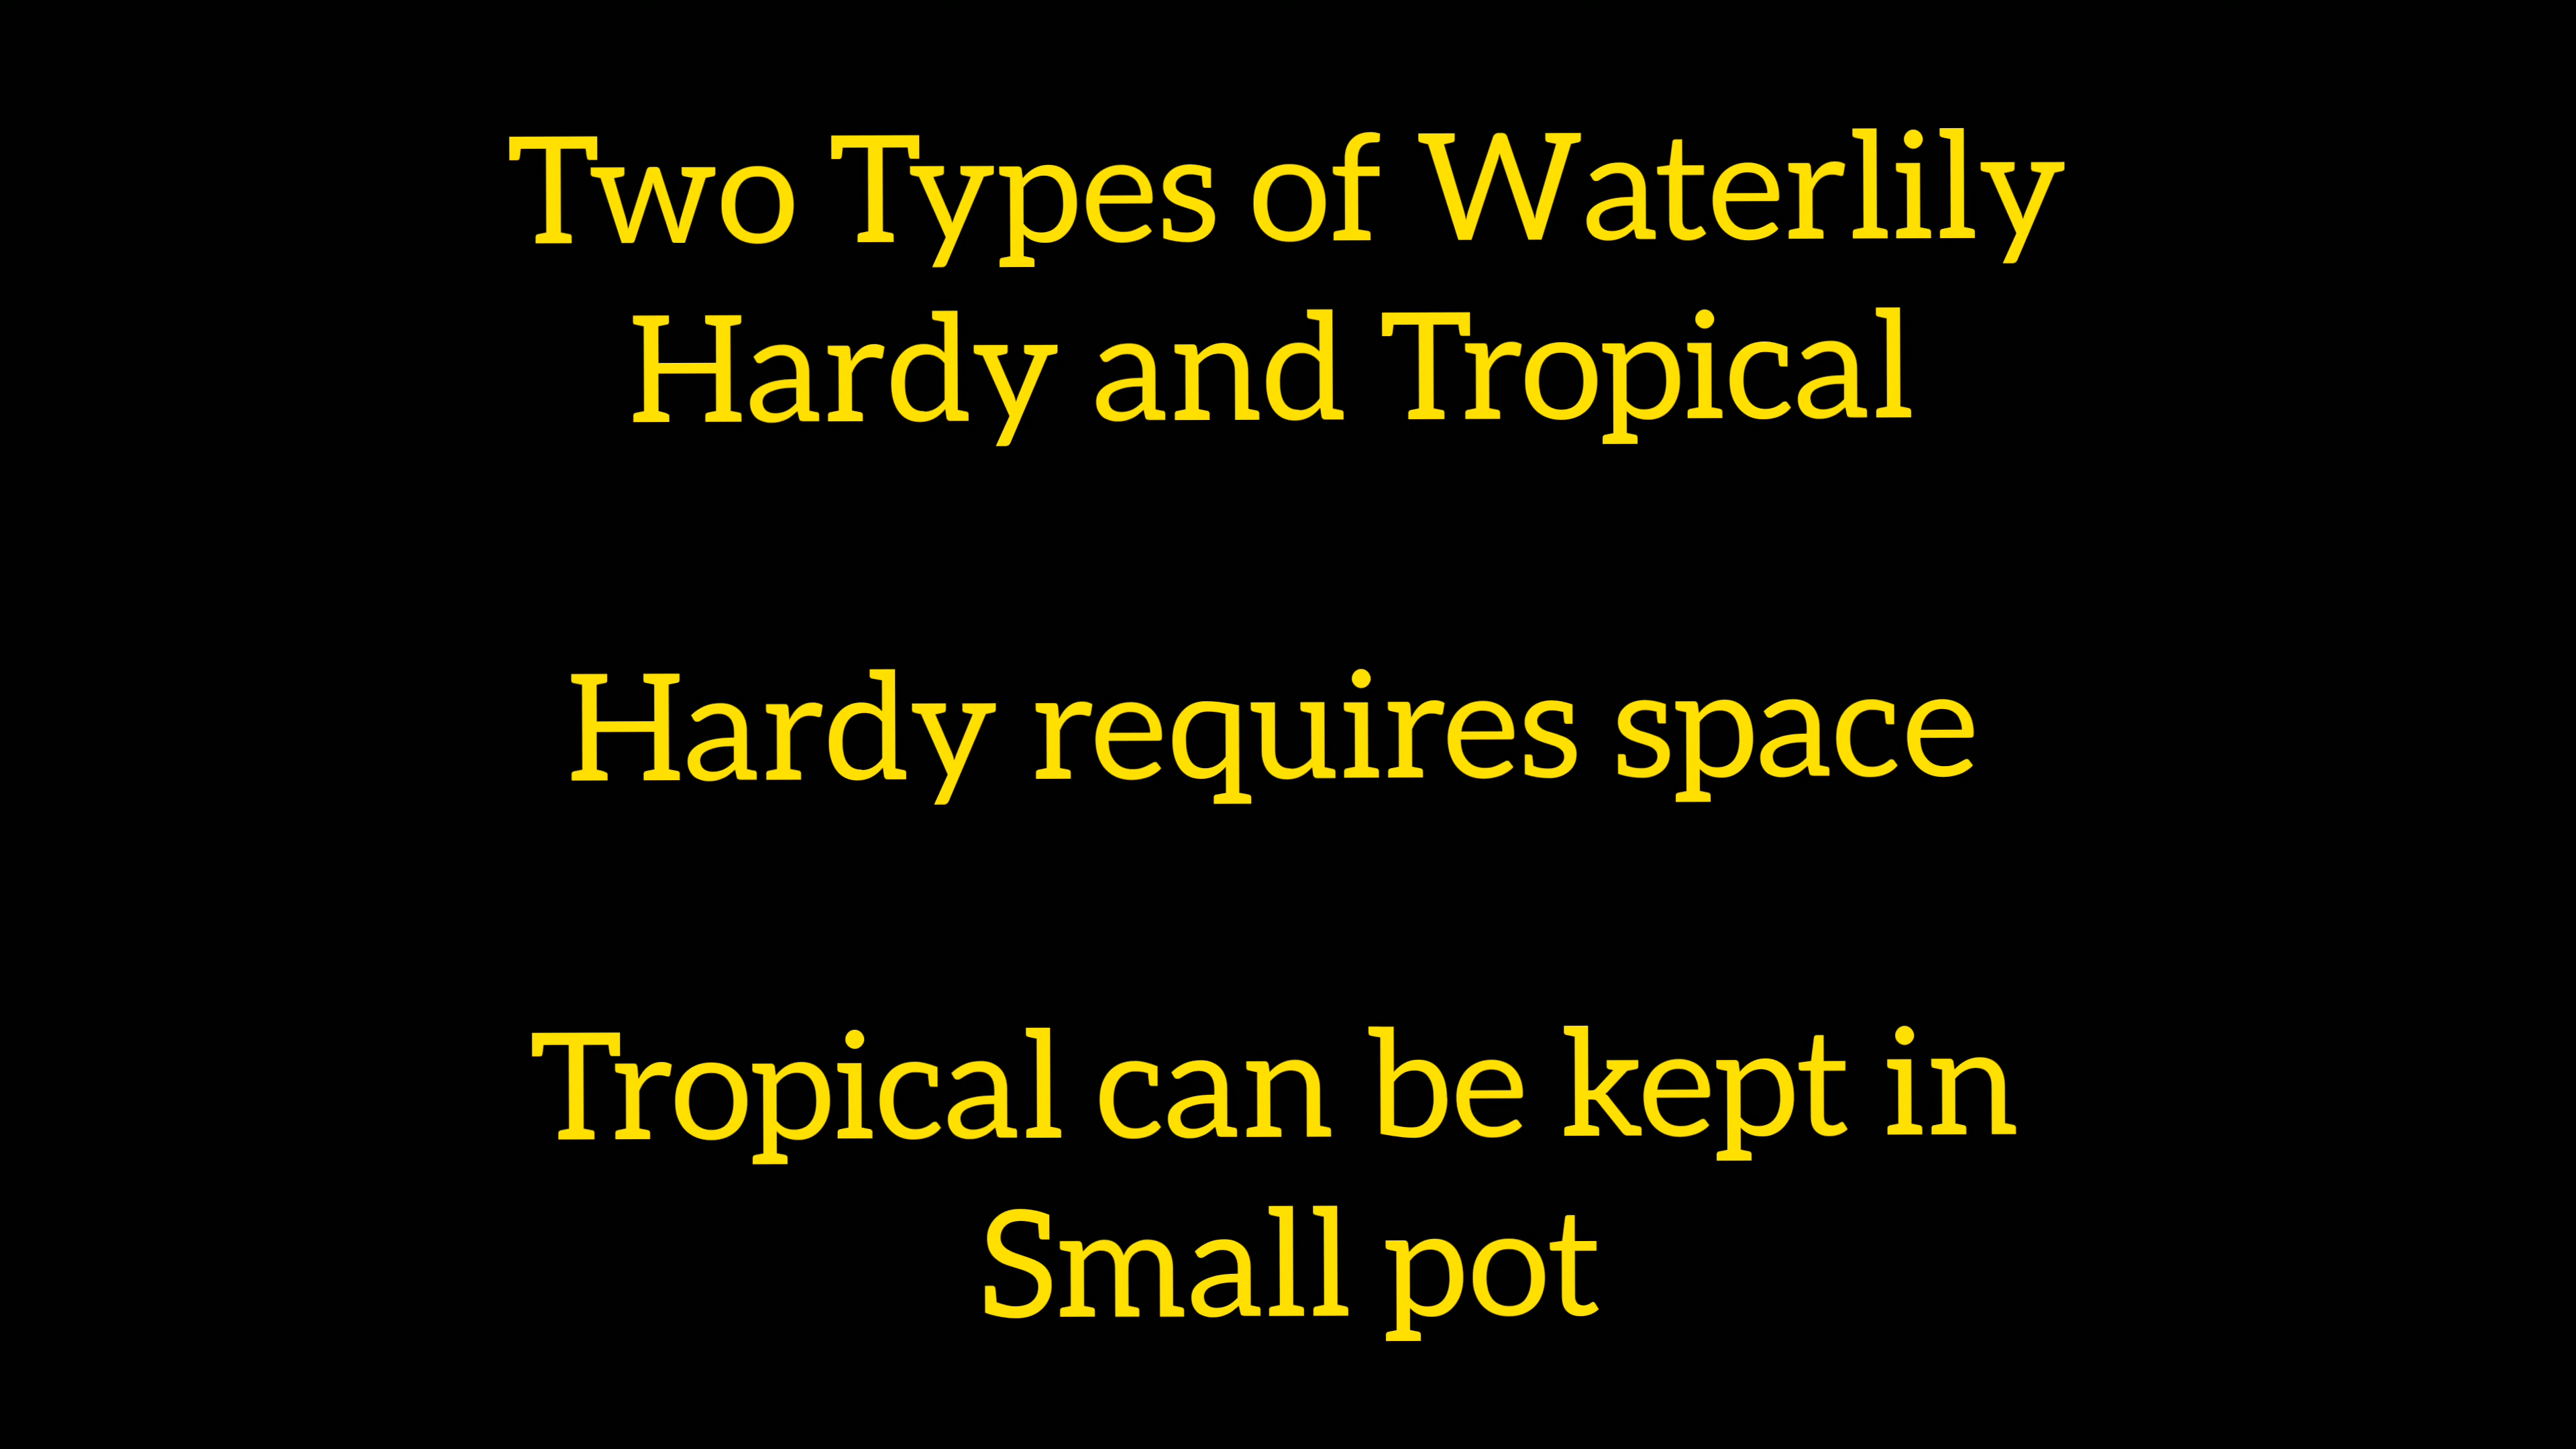 Two Types of Waterlily
Hardy and Tropical
Hardy requires space
Tropical can be kept in
Small pot